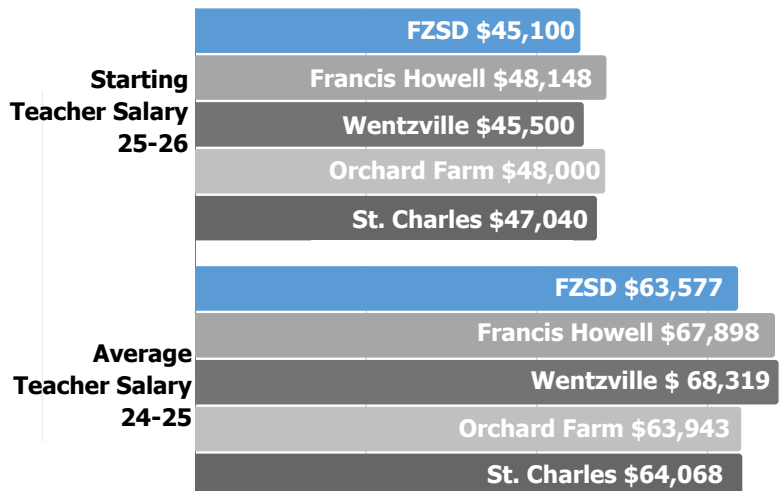 Starting
Teacher Salary
25-26
FZSD $45,100
Francis Howell $48,148
Wentzville $45,500
Orchard Farm $48,000
St. Charles $47,040
Average
Teacher Salary
24-25
FZSD $63,577
Francis Howell $67,898
Wentzville $ 68,319
Orchard Farm $63,943
St. Charles $64,068